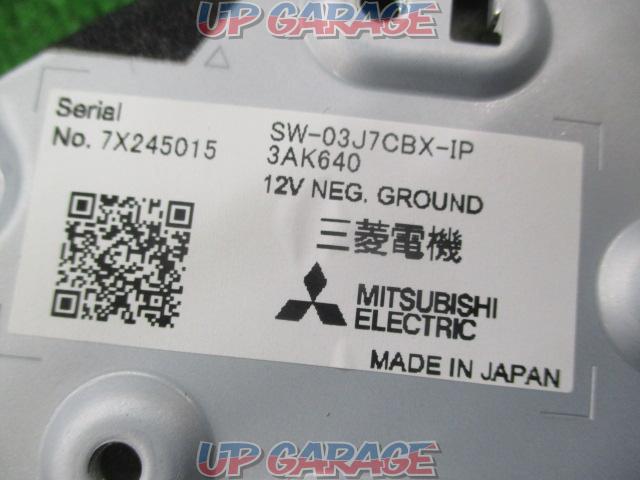 UP GARAGE
Serial
No. 7X245015
SW-03J7CBX-IP
3AK640
12V NEG. GROUND
三菱電機
MITSUBISHI
ELECTRIC
MADE IN JAPAN
UP GARAGE